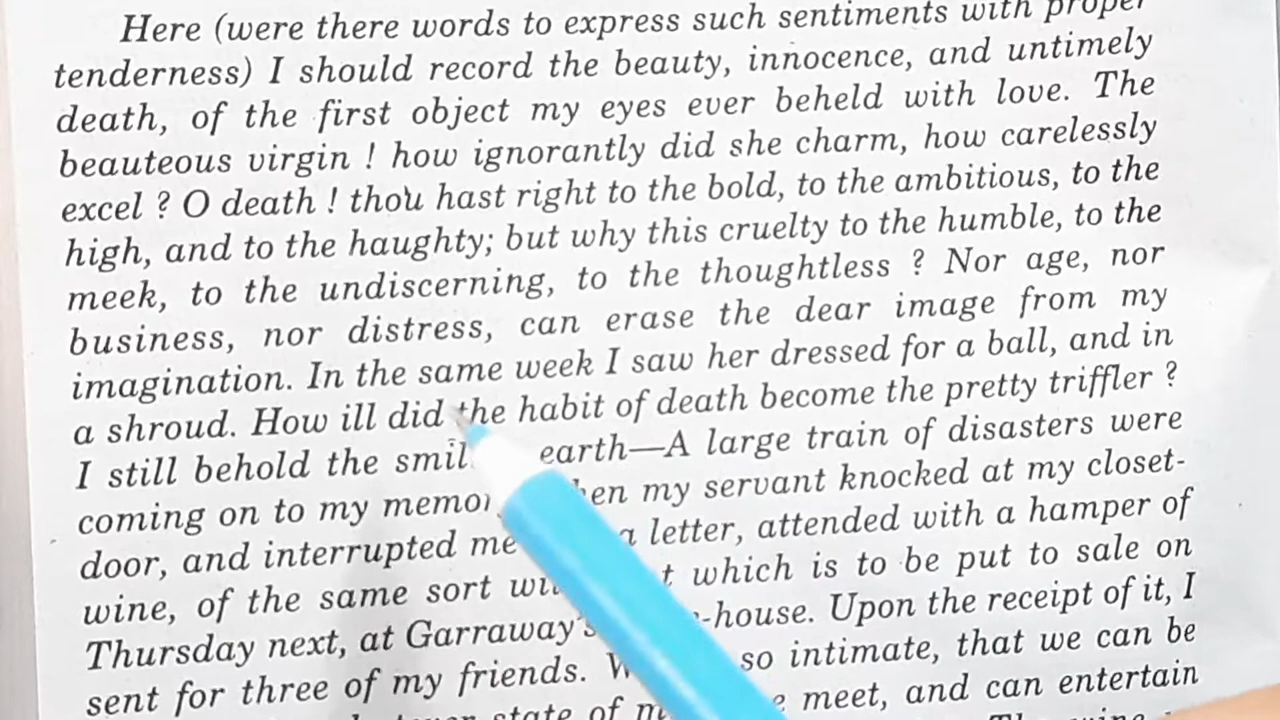 Here (were there words to express such sentiments with proper
tenderness) I should record the beauty, innocence, and untimely
death, of the first object my eyes ever beheld with love. The
beauteous virgin ! how ignorantly did she charm, how carelessly
excel ? O death ! thou hast right to the bold, to the ambitious, to the
high, and to the haughty; but why this cruelty to the humble, to the
meek, to the undiscerning, to the thoughtless ? Nor age, nor
business, nor distress, can erase the dear image from my
imagination. In the same week I saw her dressed for a ball, and in
a shroud. How ill did the habit of death become the pretty triffler ?
I still behold the earth—A large train of disasters were
coming on to my my servant knocked at my closet-
door, and interrupted me letter, attended with a hamper of
wine, of the same sort which is to be put to sale on
Thursday next, at Garraway's -house. Upon the receipt of it, I
sent for three of my friends. so intimate, that we can be
meet, and can entertain
state of